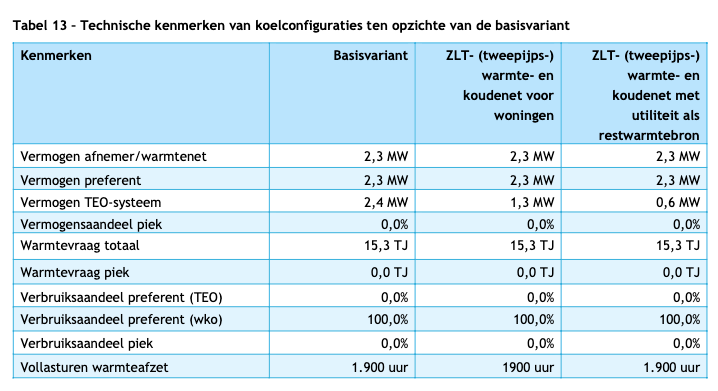 Tabel 13 – Technische kenmerken van koelconfiguraties ten opzichte van de basisvariant
Kenmerken Basisvariant ZLT- (tweepijps-) ZLT- (tweepijps-)
warmte- en warmte- en
koudenet voor koudenet met
woningen utiliteit als
restwarmtebron
Vermogen afnemer/warmtenet 2,3 MW 2,3 MW 2,3 MW
Vermogen preferent 2,3 MW 2,3 MW 2,3 MW
Vermogen TEO-systeem 2,4 MW 1,3 MW 0,6 MW
Vermogensaandeel piek 0,0% 0,0% 0,0%
Warmtevraag totaal 15,3 TJ 15,3 TJ 15,3 TJ
Warmtevraag piek 0,0 TJ 0,0 TJ 0,0 TJ
Verbruiksaandeel preferent (TEO) 0,0% 0,0% 0,0%
Verbruiksaandeel preferent (wko) 100,0% 100,0% 100,0%
Verbruiksaandeel piek 0,0% 0,0% 0,0%
Vollasturen warmteafzet 1.900 uur 1900 uur 1.900 uur